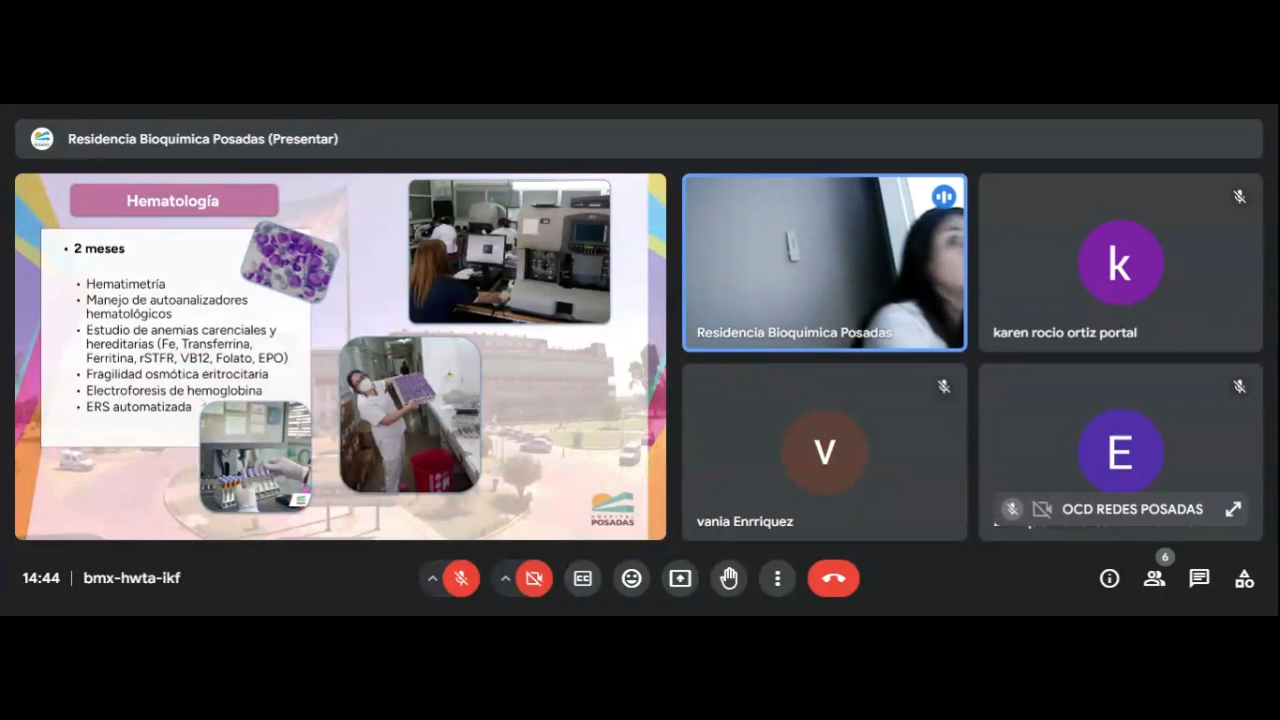 Residencia Bioquímica Posadas (Presentar)
Hematología
• 2 meses
• Hematimetría
• Manejo de autoanalizadores
hematológicos
• Estudio de anemias carenciales y
hereditarias (Fe, Transferrina,
Ferritina, rSTFR, VB12, Folato, EPO)
• Fragilidad osmótica eritrocitaria
• Electroforesis de hemoglobina
• ERS automatizada
HOSPITAL
POSADAS
Residencia Bioquímica Posadas
k
karen rocio ortiz portal
V
vania Enrriquez
E
OCD REDES POSADAS
14:44 | bmx-hwta-ikf
CC
6